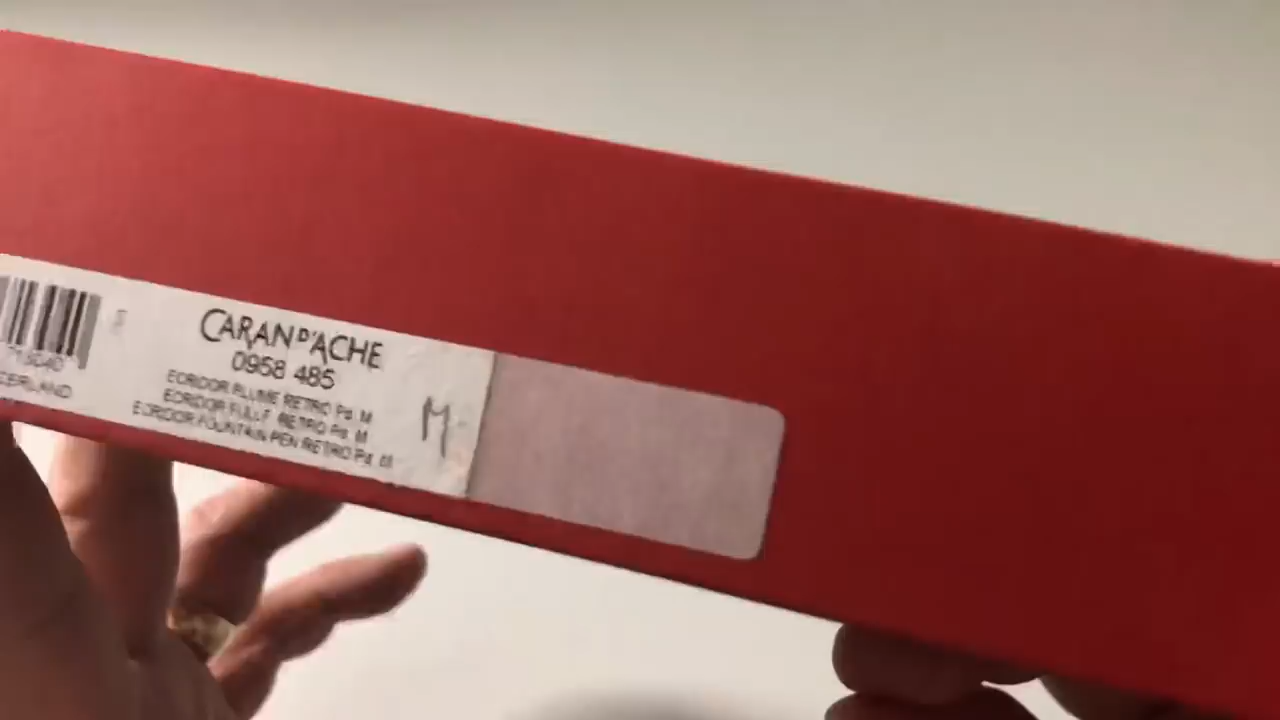 CARAN D'ACHE
0958 485
ECRIDOR PLUME RETRO Pd. M
ECRIDOR FULLF. RETRO Pd. M
ECRIDOR FOUNTAIN PEN RETRO Pd. M
M